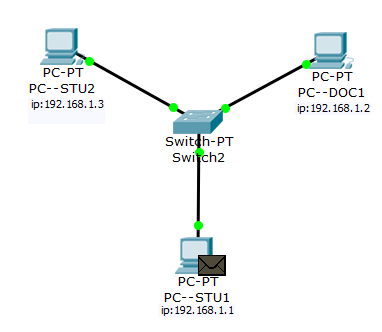 PC-PT
PC--STU2
ip:192.168.1.3
PC-PT
PC--DOC1
ip:192.168.1.2
Switch-PT
Switch2
PC-PT
PC--STU1
ip:192.168.1.1